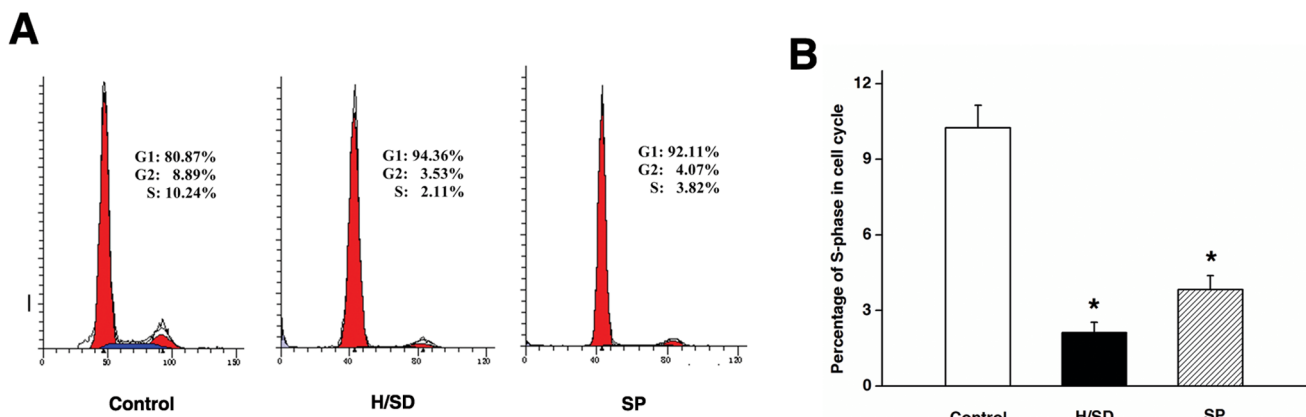 A
B
G1: 80.87%
G2: 8.89%
S: 10.24%
G1: 94.36%
G2: 3.53%
S: 2.11%
G1: 92.11%
G2: 4.07%
S: 3.82%
0 50 100 150
0 40 80 120
0 40 80 120
Control
H/SD
SP
Percentage of S-phase in cell cycle
12
9
6
3
0
*
*
Control
H/SD
SP